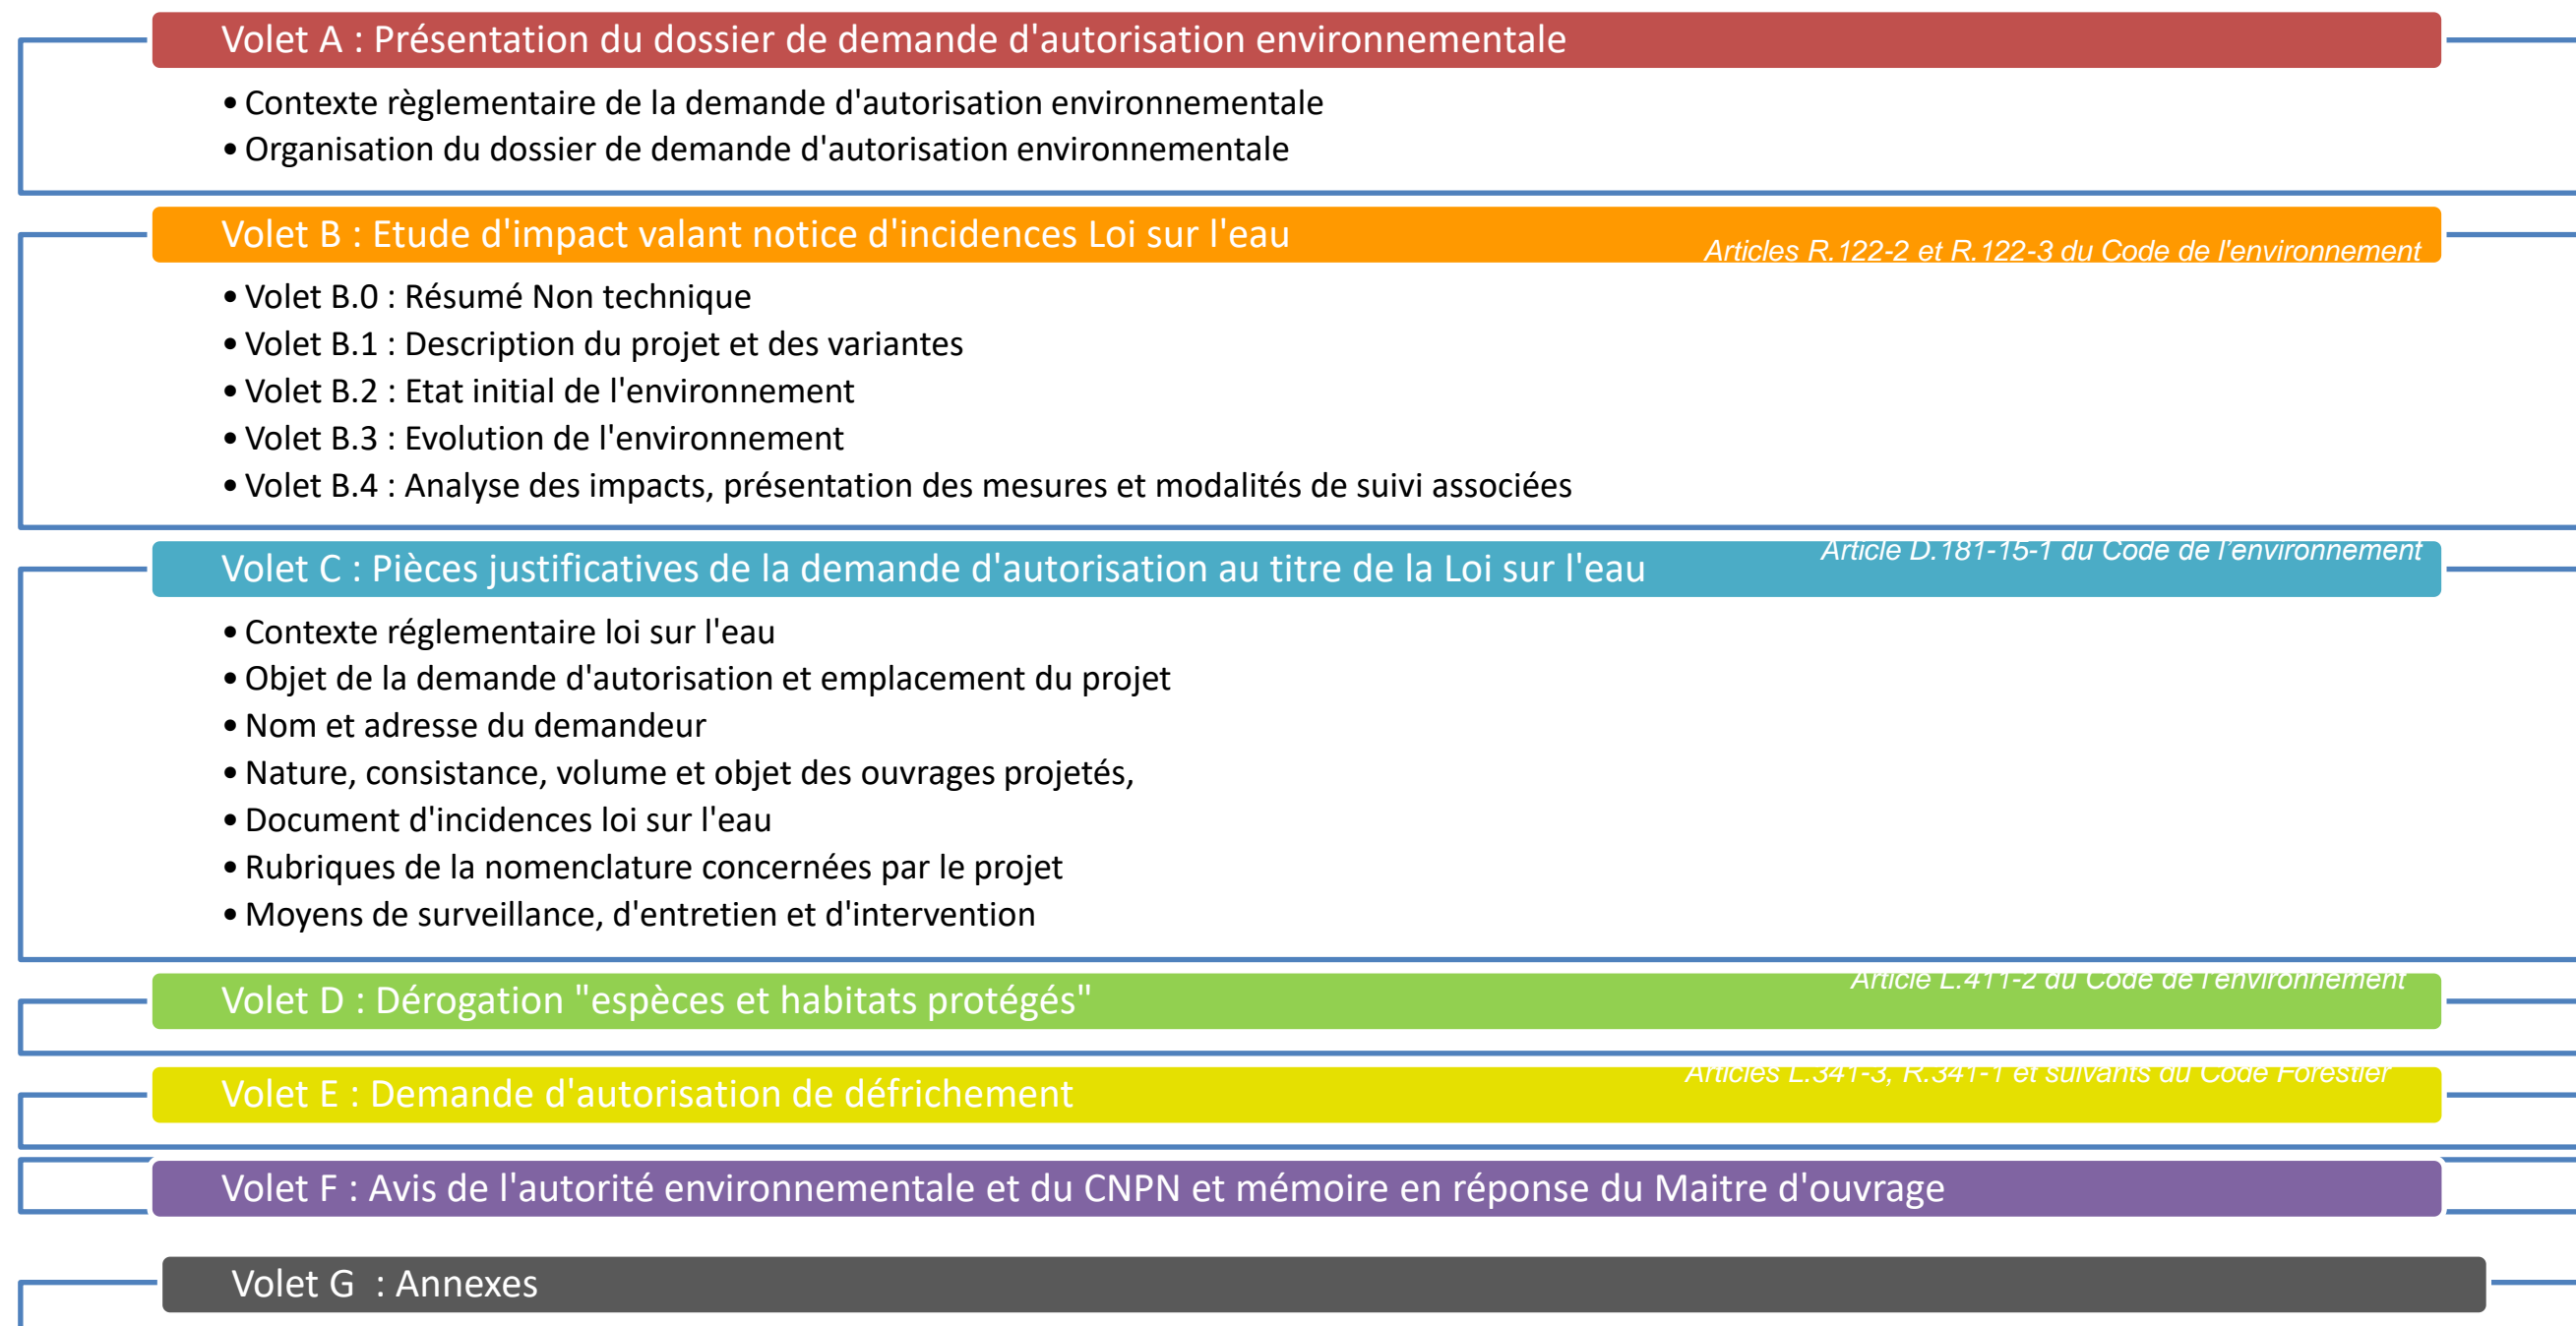 Volet A : Présentation du dossier de demande d'autorisation environnementale
• Contexte règlementaire de la demande d'autorisation environnementale
• Organisation du dossier de demande d'autorisation environnementale
Volet B : Etude d'impact valant notice d'incidences Loi sur l'eau
Articles R.122-2 et R.122-3 du Code de l'environnement
• Volet B.0 : Résumé Non technique
• Volet B.1 : Description du projet et des variantes
• Volet B.2 : Etat initial de l'environnement
• Volet B.3 : Evolution de l'environnement
• Volet B.4 : Analyse des impacts, présentation des mesures et modalités de suivi associées
Article D.181-15-1 du Code de l’environnement
Volet C : Pièces justificatives de la demande d'autorisation au titre de la Loi sur l'eau
• Contexte réglementaire loi sur l'eau
• Objet de la demande d'autorisation et emplacement du projet
• Nom et adresse du demandeur
• Nature, consistance, volume et objet des ouvrages projetés,
• Document d'incidences loi sur l'eau
• Rubriques de la nomenclature concernées par le projet
• Moyens de surveillance, d'entretien et d'intervention
Article L.411-2 du Code de l'environnement
Volet D : Dérogation "espèces et habitats protégés"
Articles L.341-3, R.341-1 et suivants du Code Forestier
Volet E : Demande d'autorisation de défrichement
Volet F : Avis de l'autorité environnementale et du CNPN et mémoire en réponse du Maitre d'ouvrage
Volet G : Annexes